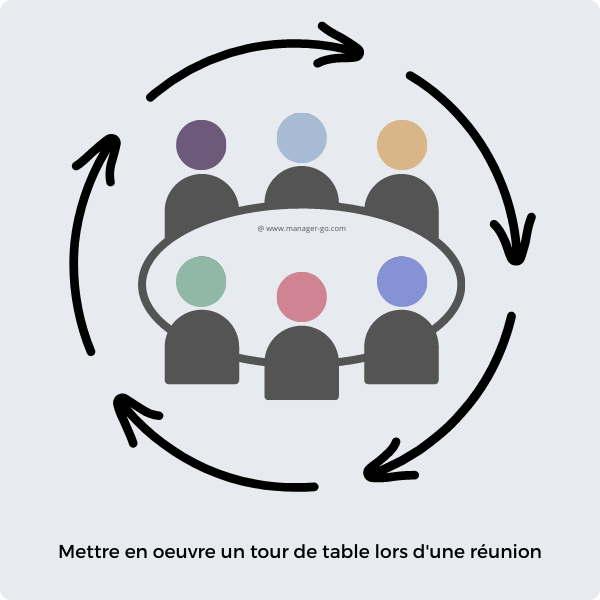 @ www.manager-go.com
Mettre en oeuvre un tour de table lors d'une réunion